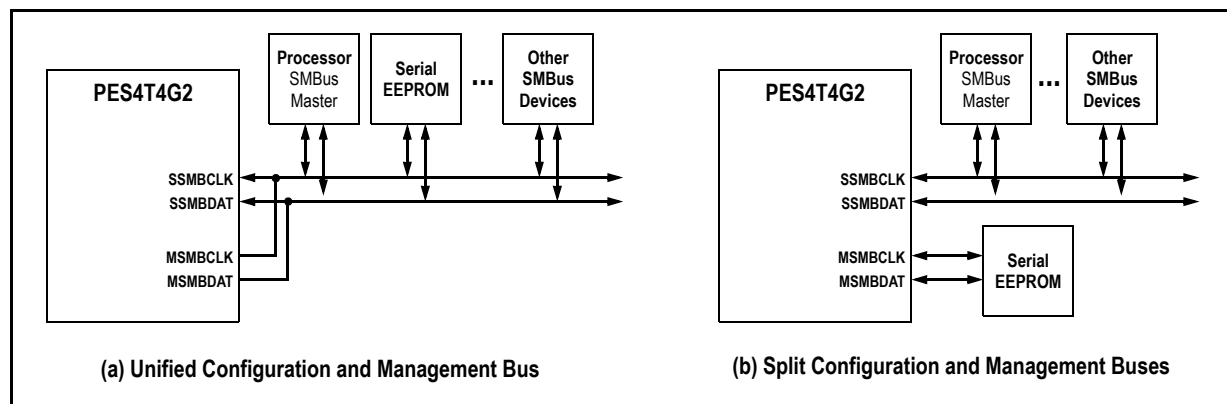 PES4T4G2
Processor
SMBus
Master
Serial
EEPROM
...
Other
SMBus
Devices
SSMBCLK
SSMBDAT
MSMBCLK
MSMBDAT
(a) Unified Configuration and Management Bus
PES4T4G2
Processor
SMBus
Master
...
Other
SMBus
Devices
SSMBCLK
SSMBDAT
MSMBCLK
MSMBDAT
Serial
EEPROM
(b) Split Configuration and Management Buses